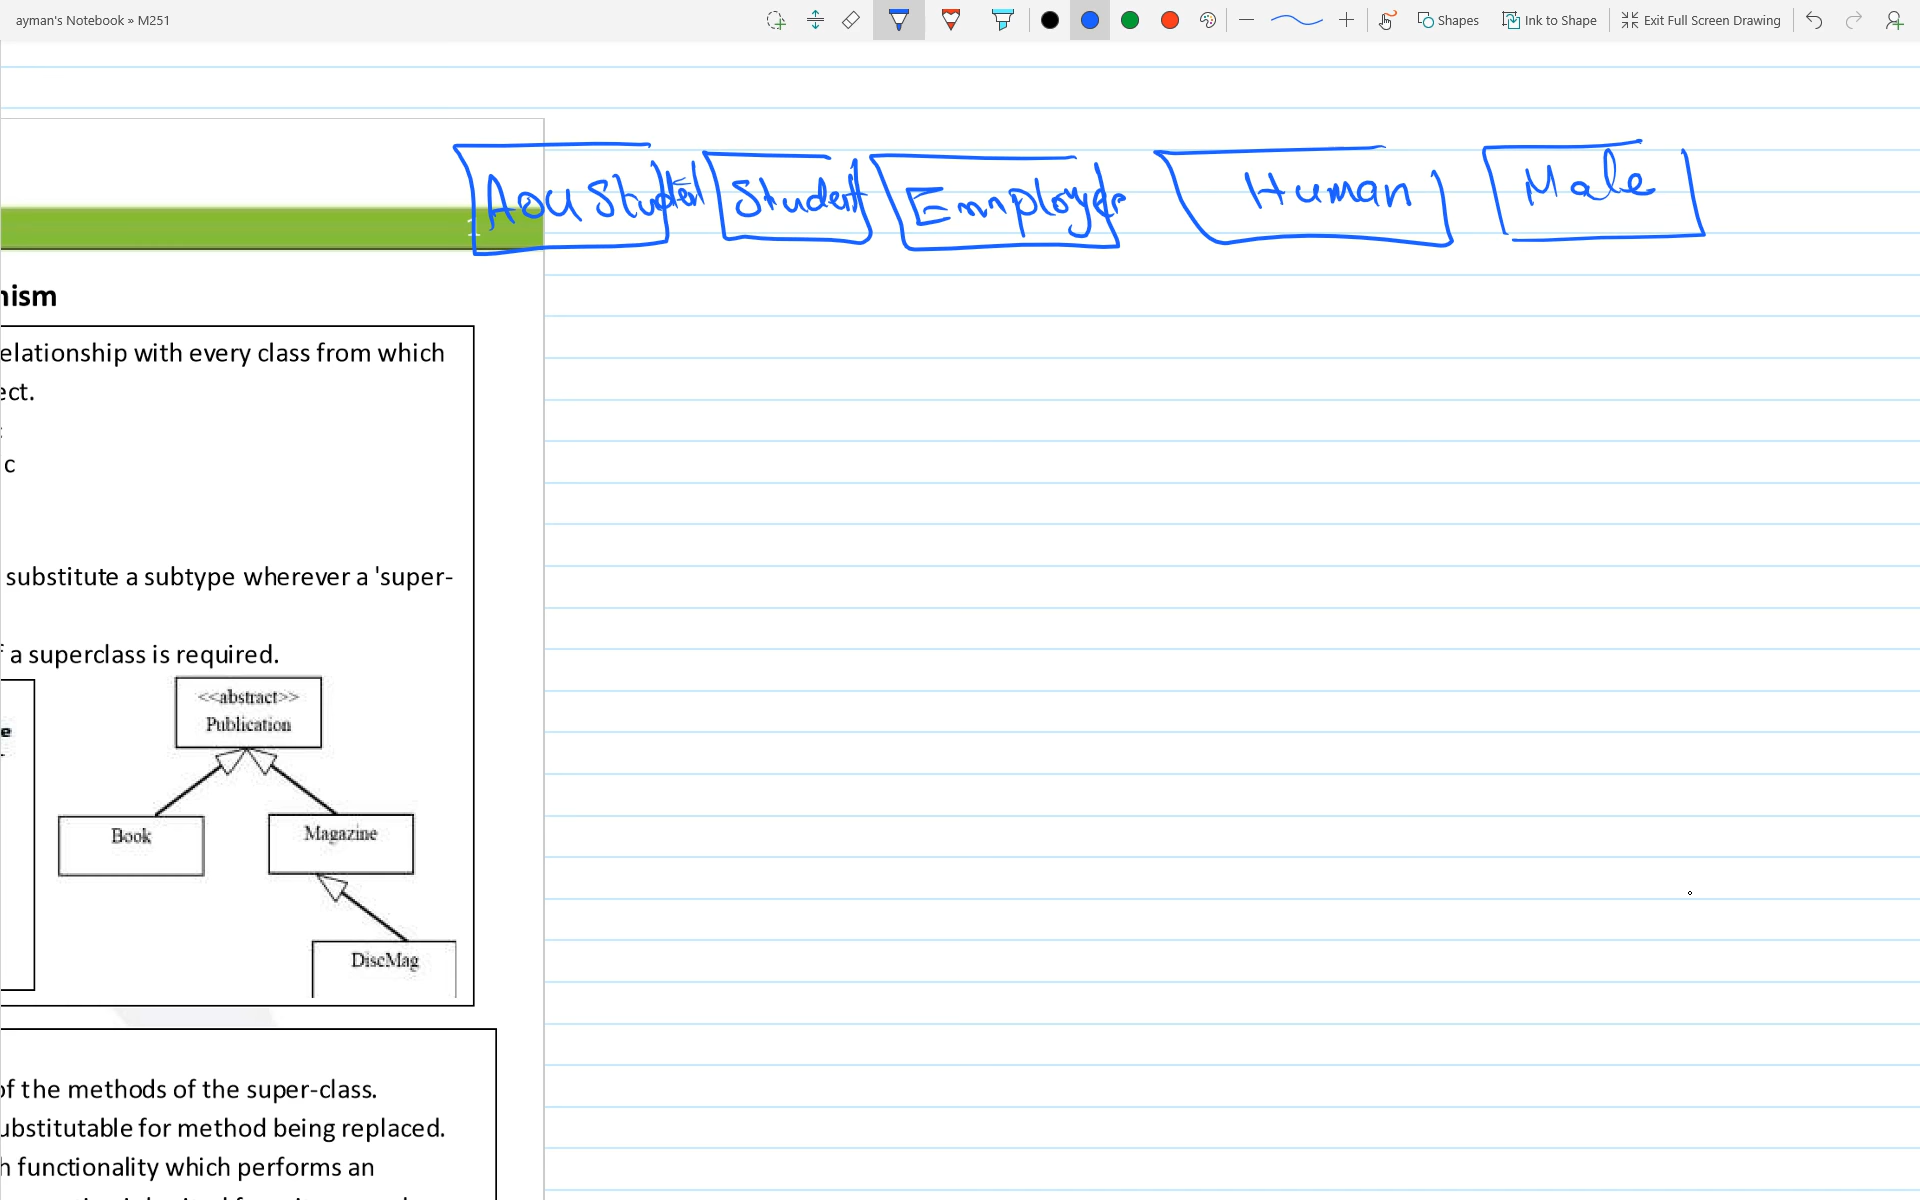 ayman's Notebook » M251
Shapes Ink to Shape Exit Full Screen Drawing
Aou Student Student Emnployer Human Male
1
nism
elationship with every class from which
ect.
c
substitute a subtype wherever a 'super-
a superclass is required.
<<abstract>>
Publication
e
Book Magazine
DiscMag
of the methods of the super-class.
ubstitutable for method being replaced.
h functionality which performs an